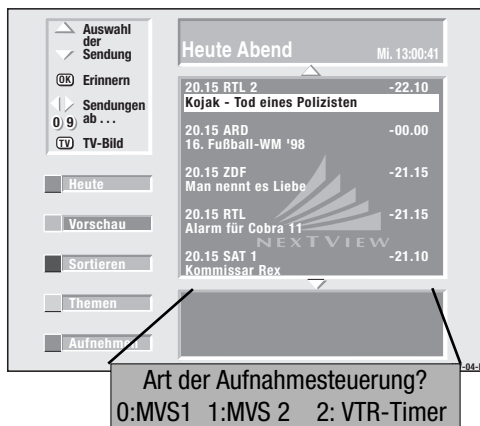 Auswahl
der
Sendung
OK Erinnern
Sendungen
0 9 ab . . .
TV TV-Bild
Heute
Vorschau
Sortieren
Themen
Aufnehmen
Heute Abend Mi. 13:00:41
20.15 RTL 2 -22.10
Kojak - Tod eines Polizisten
20.15 ARD -00.00
16. Fußball-WM '98
20.15 ZDF -21.15
Man nennt es Liebe
20.15 RTL -21.15
Alarm für Cobra 11
NEXTVIEW
20.15 SAT 1 -21.10
Kommissar Rex
Art der Aufnahmesteuerung?
0:MVS1 1:MVS 2 2: VTR-Timer